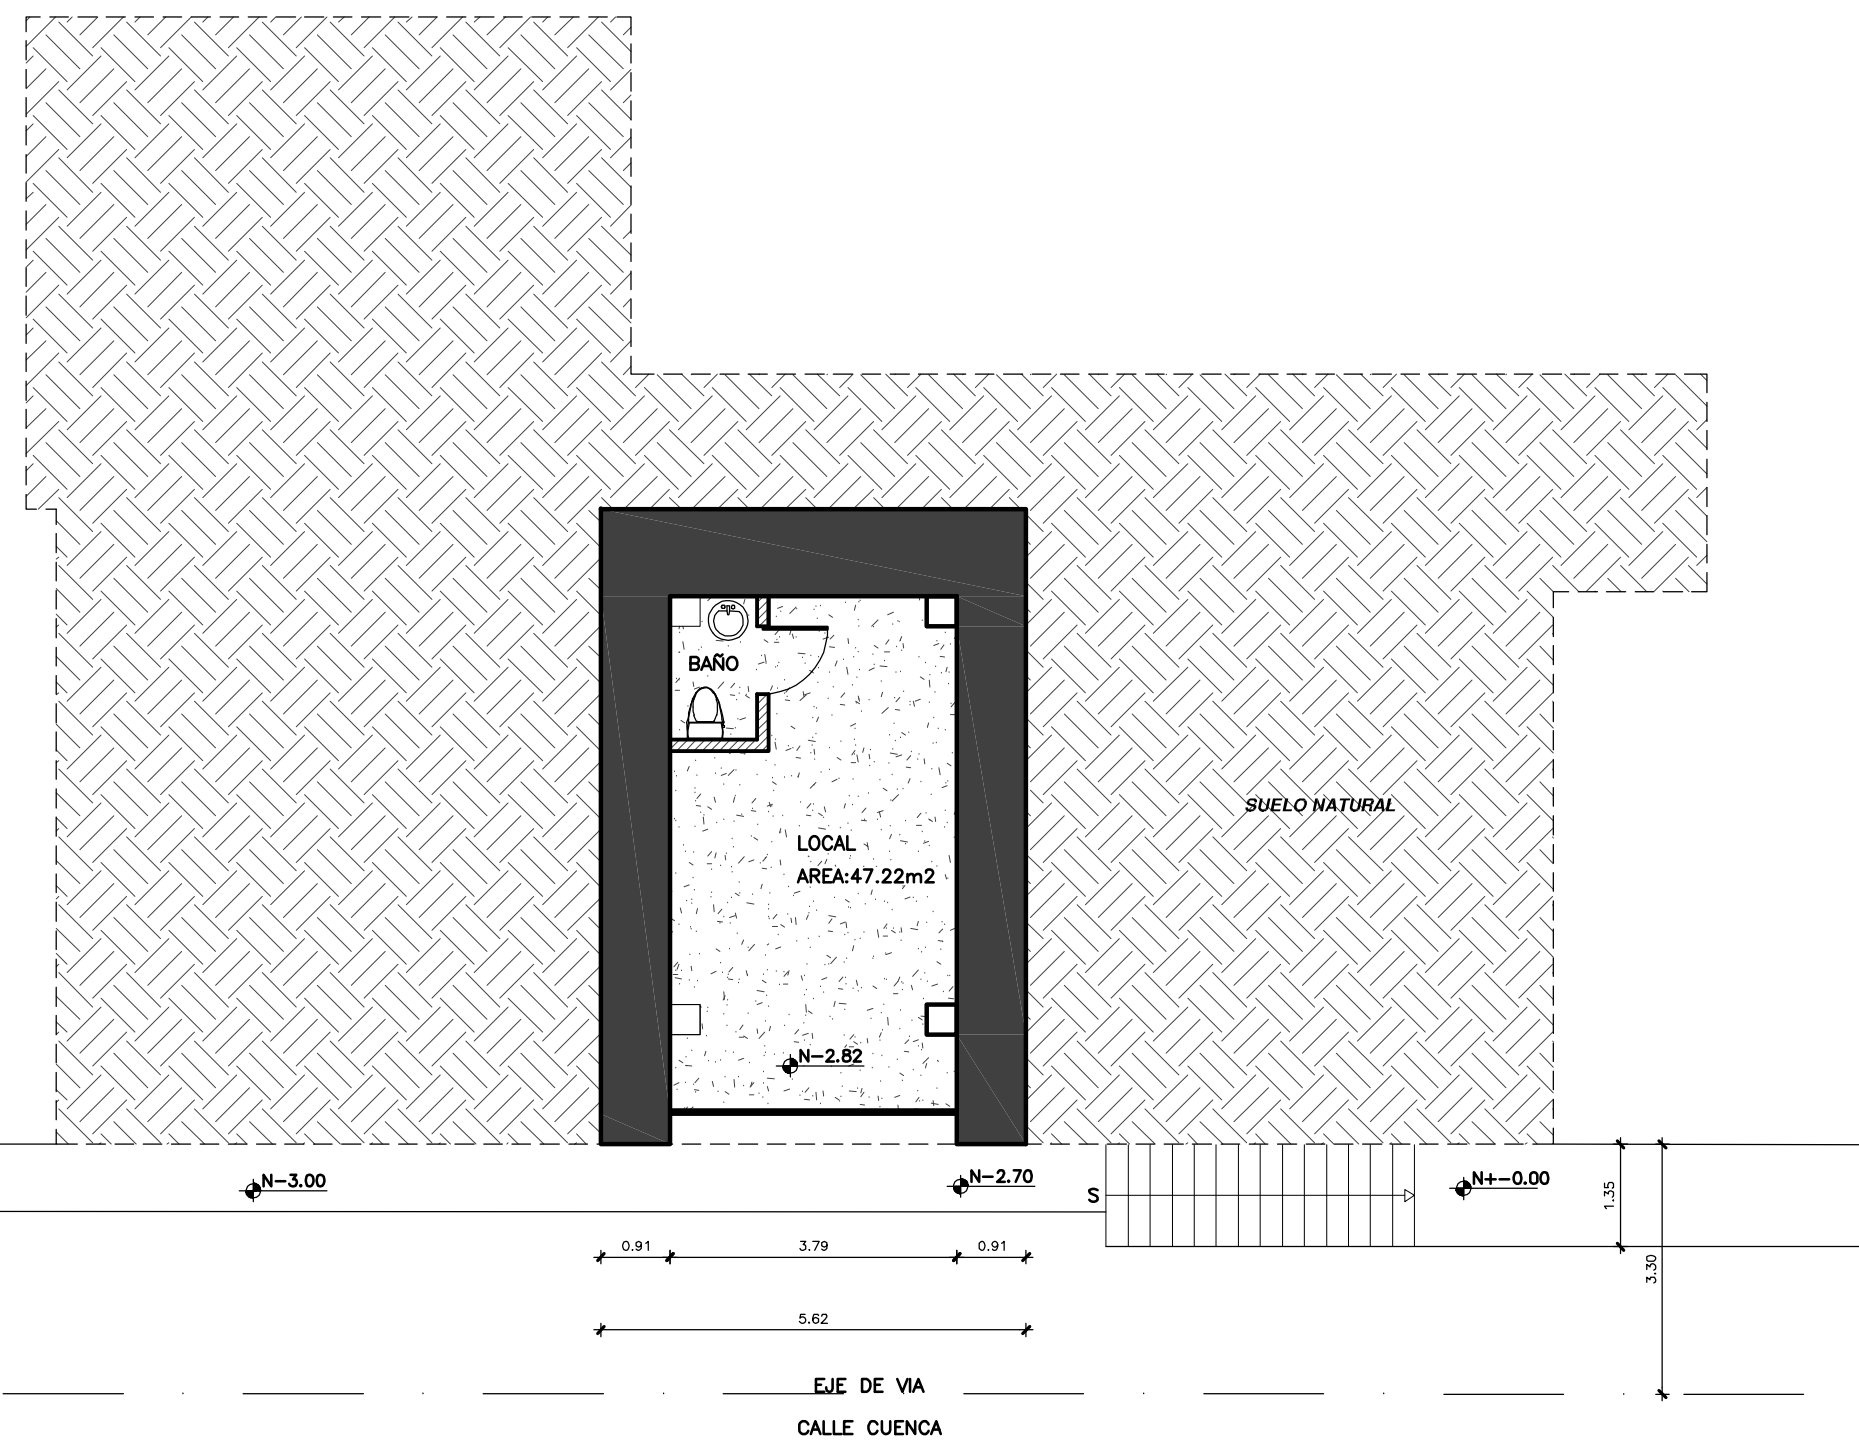 BAÑO
SUELO NATURAL
LOCAL
AREA:47.22m2
N-2.82
N-3.00
N-2.70
S
N+-0.00
1.35
3.30
0.91
3.79
0.91
5.62
EJE DE VIA
CALLE CUENCA